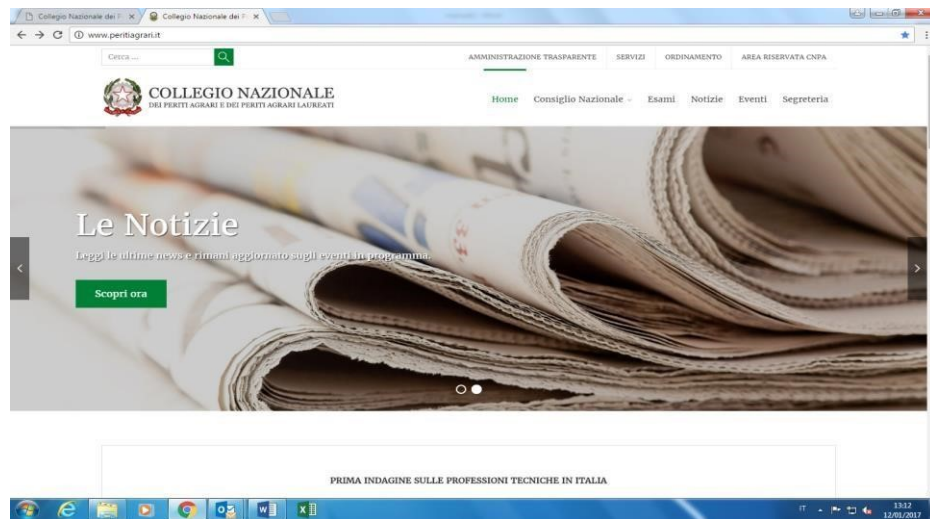 Collegio Nazionale dei P
Collegio Nazionale dei P
www.peritiagrari.it
Cerca ...
AMMINISTRAZIONE TRASPARENTE SERVIZI ORDINAMENTO AREA RISERVATA CNPA
COLLEGIO NAZIONALE
DEI PERITI AGRARI E DEI PERITI AGRARI LAUREATI
Home Consiglio Nazionale Esami Notizie Eventi Segreteria
Le Notizie
Leggi le ultime news e rimani aggiornato sugli eventi in programma.
Scopri ora
33
PRIMA INDAGINE SULLE PROFESSIONI TECNICHE IN ITALIA
IT
13:12
12/01/2017